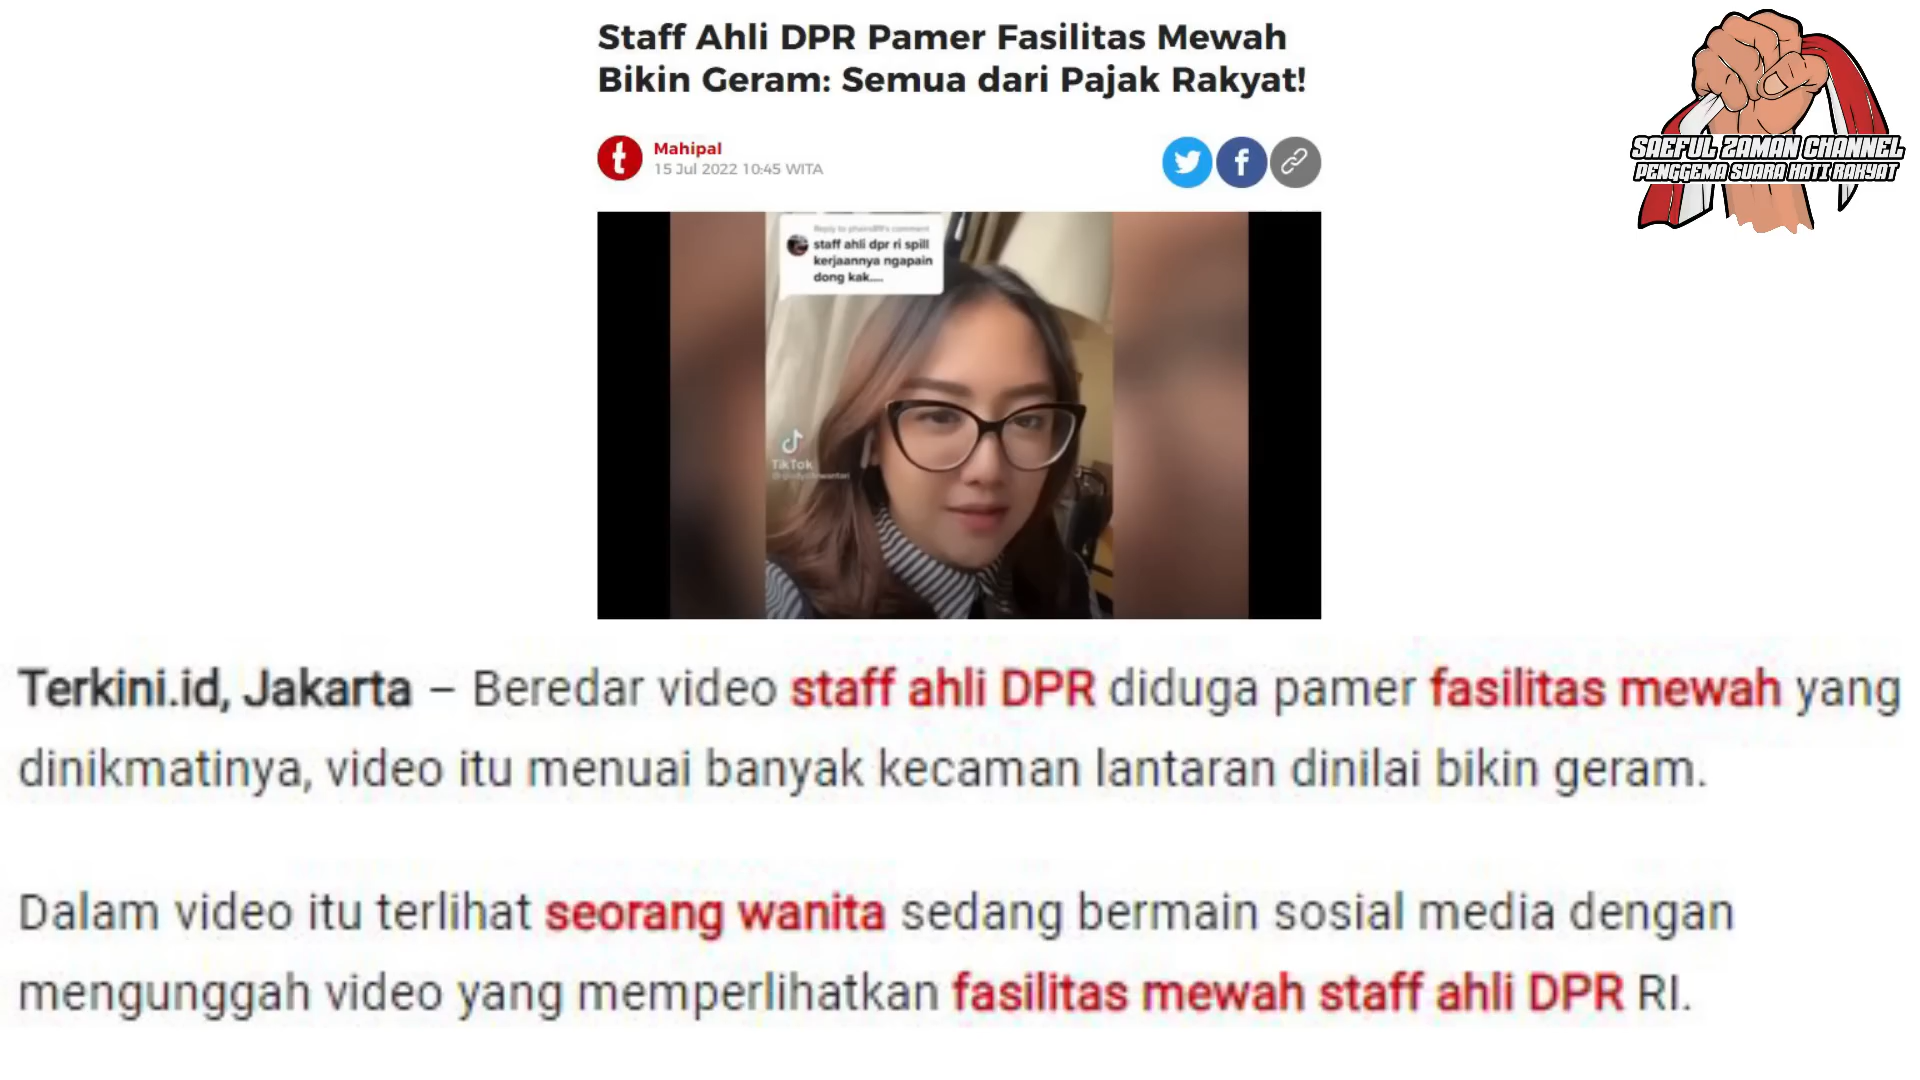 Staff Ahli DPR Pamer Fasilitas Mewah
Bikin Geram: Semua dari Pajak Rakyat!
Mahipal
15 Jul 2022 10:45 WITA
SAEFUL ZAMAN CHANNEL
PENGGEMA SUARA HATI RAKYAT
Reply to comment
staff ahli dpr ri spill
kerjaannya ngapain
dong kak....
TikTok
Terkini.id, Jakarta – Beredar video staff ahli DPR diduga pamer fasilitas mewah yang
dinikmatinya, video itu menuai banyak kecaman lantaran dinilai bikin geram.
Dalam video itu terlihat seorang wanita sedang bermain sosial media dengan
mengunggah video yang memperlihatkan fasilitas mewah staff ahli DPR RI.